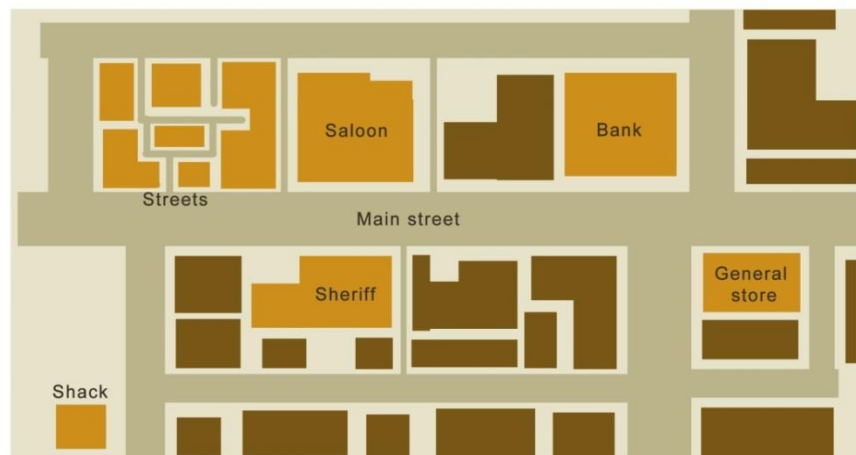 Saloon
Bank
Streets
Main street
Sheriff
General
store
Shack